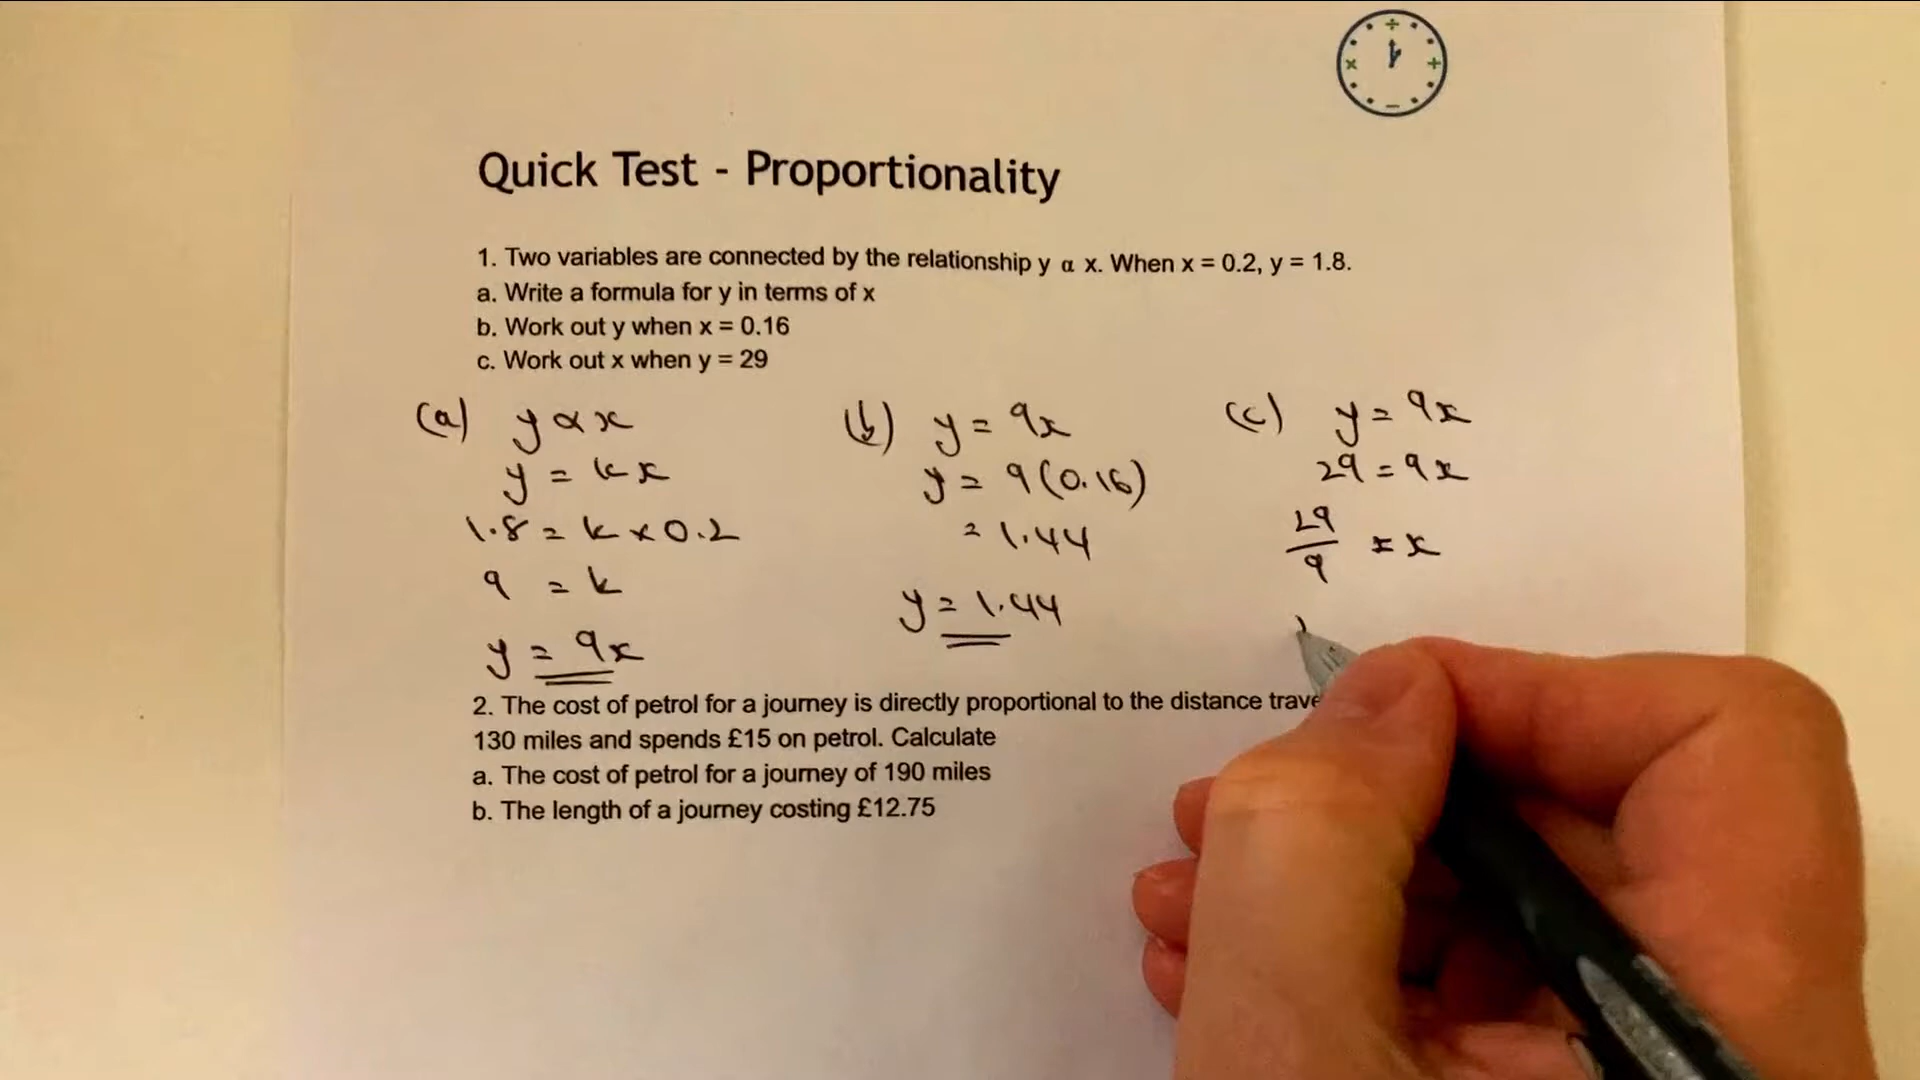 Quick Test - Proportionality
1. Two variables are connected by the relationship y α x. When x = 0.2, y = 1.8.
a. Write a formula for y in terms of x
b. Work out y when x = 0.16
c. Work out x when y = 29
(a) y ∝ x
y = kx
1.8 = k × 0.2
9 = k
y = 9x
(b) y = 9x
y = 9(0.16)
= 1.44
y = 1.44
(c) y = 9x
29 = 9x
29/9 = x
2. The cost of petrol for a journey is directly proportional to the distance
130 miles and spends £15 on petrol. Calculate
a. The cost of petrol for a journey of 190 miles
b. The length of a journey costing £12.75